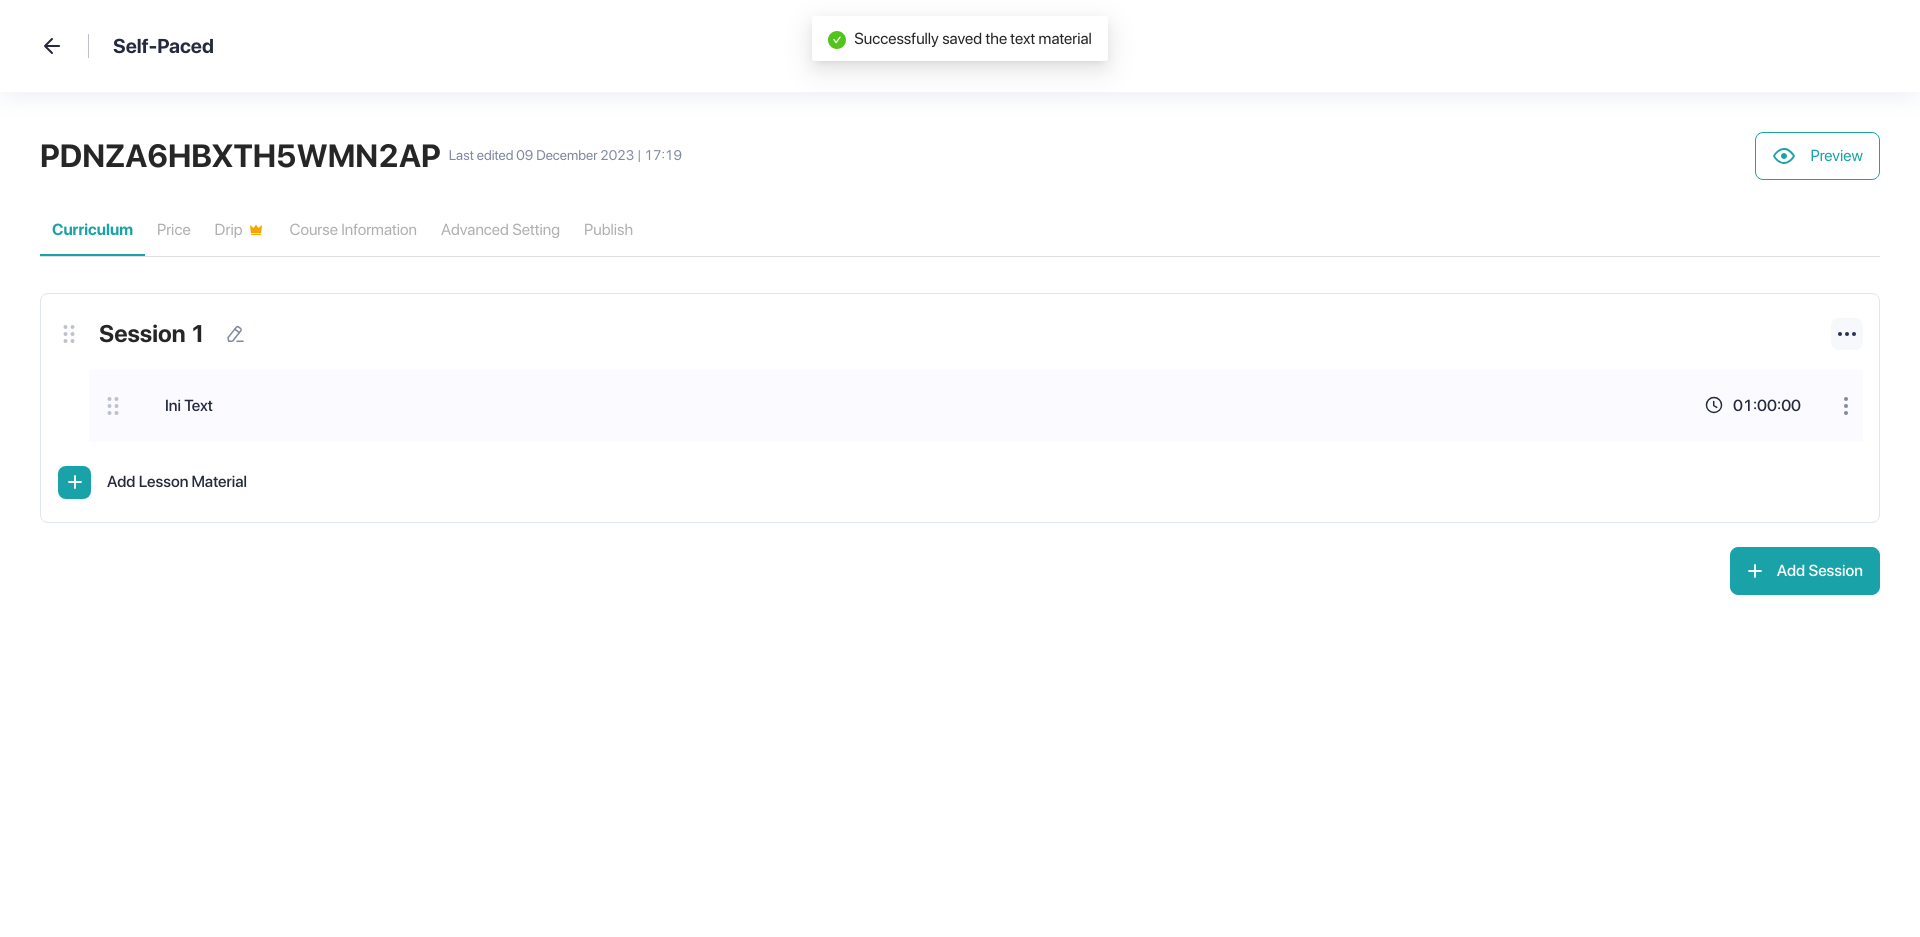 Self-Paced
Successfully saved the text material
PDNZA6HBXTH5WMN2AP Last edited 09 December 2023 | 17:19
Preview
Curriculum Price Drip Course Information Advanced Setting Publish
Session 1
Ini Text 01:00:00
Add Lesson Material
Add Session